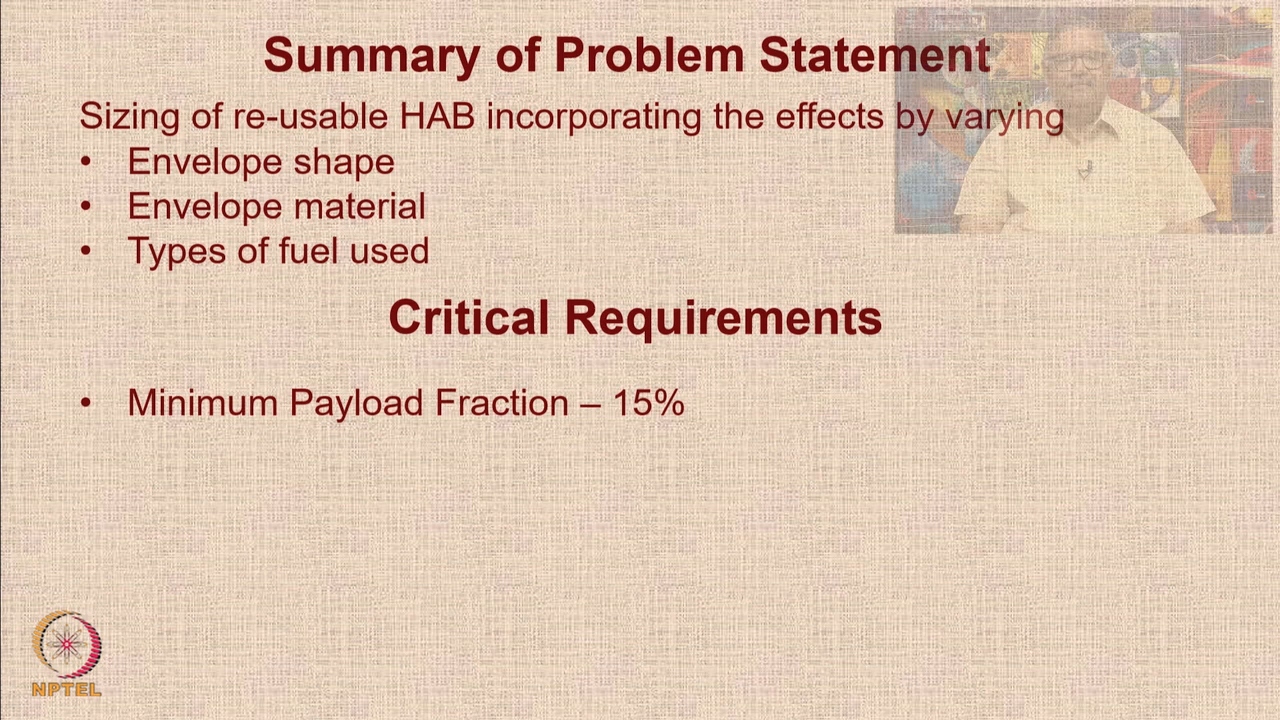 Summary of Problem Statement
Sizing of re-usable HAB incorporating the effects by varying
• Envelope shape
• Envelope material
• Types of fuel used
Critical Requirements
• Minimum Payload Fraction – 15%
NPTEL